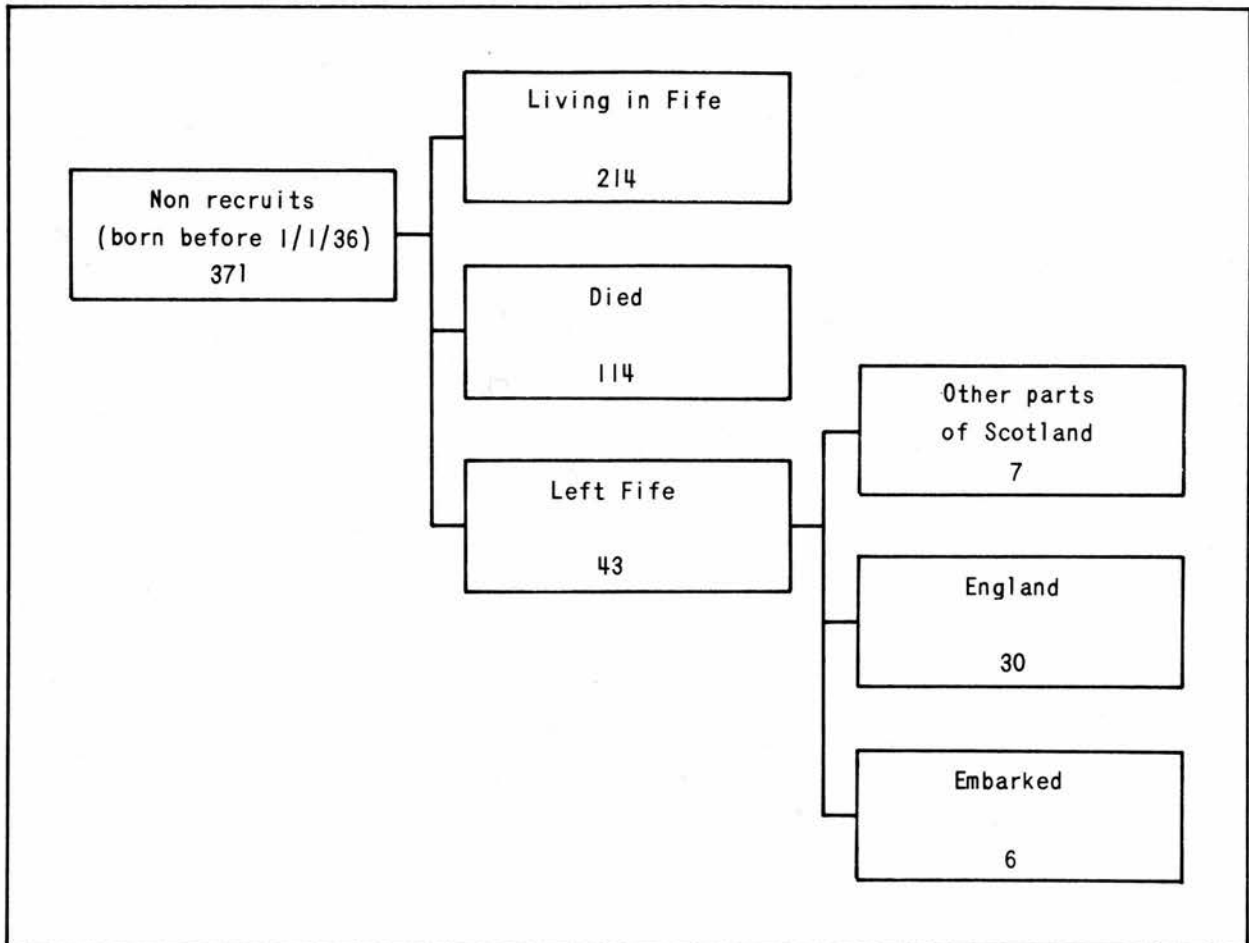 Non recruits
(born before 1/1/36)
371
Living in Fife
214
Died
114
Left Fife
43
Other parts
of Scotland
7
England
30
Embarked
6